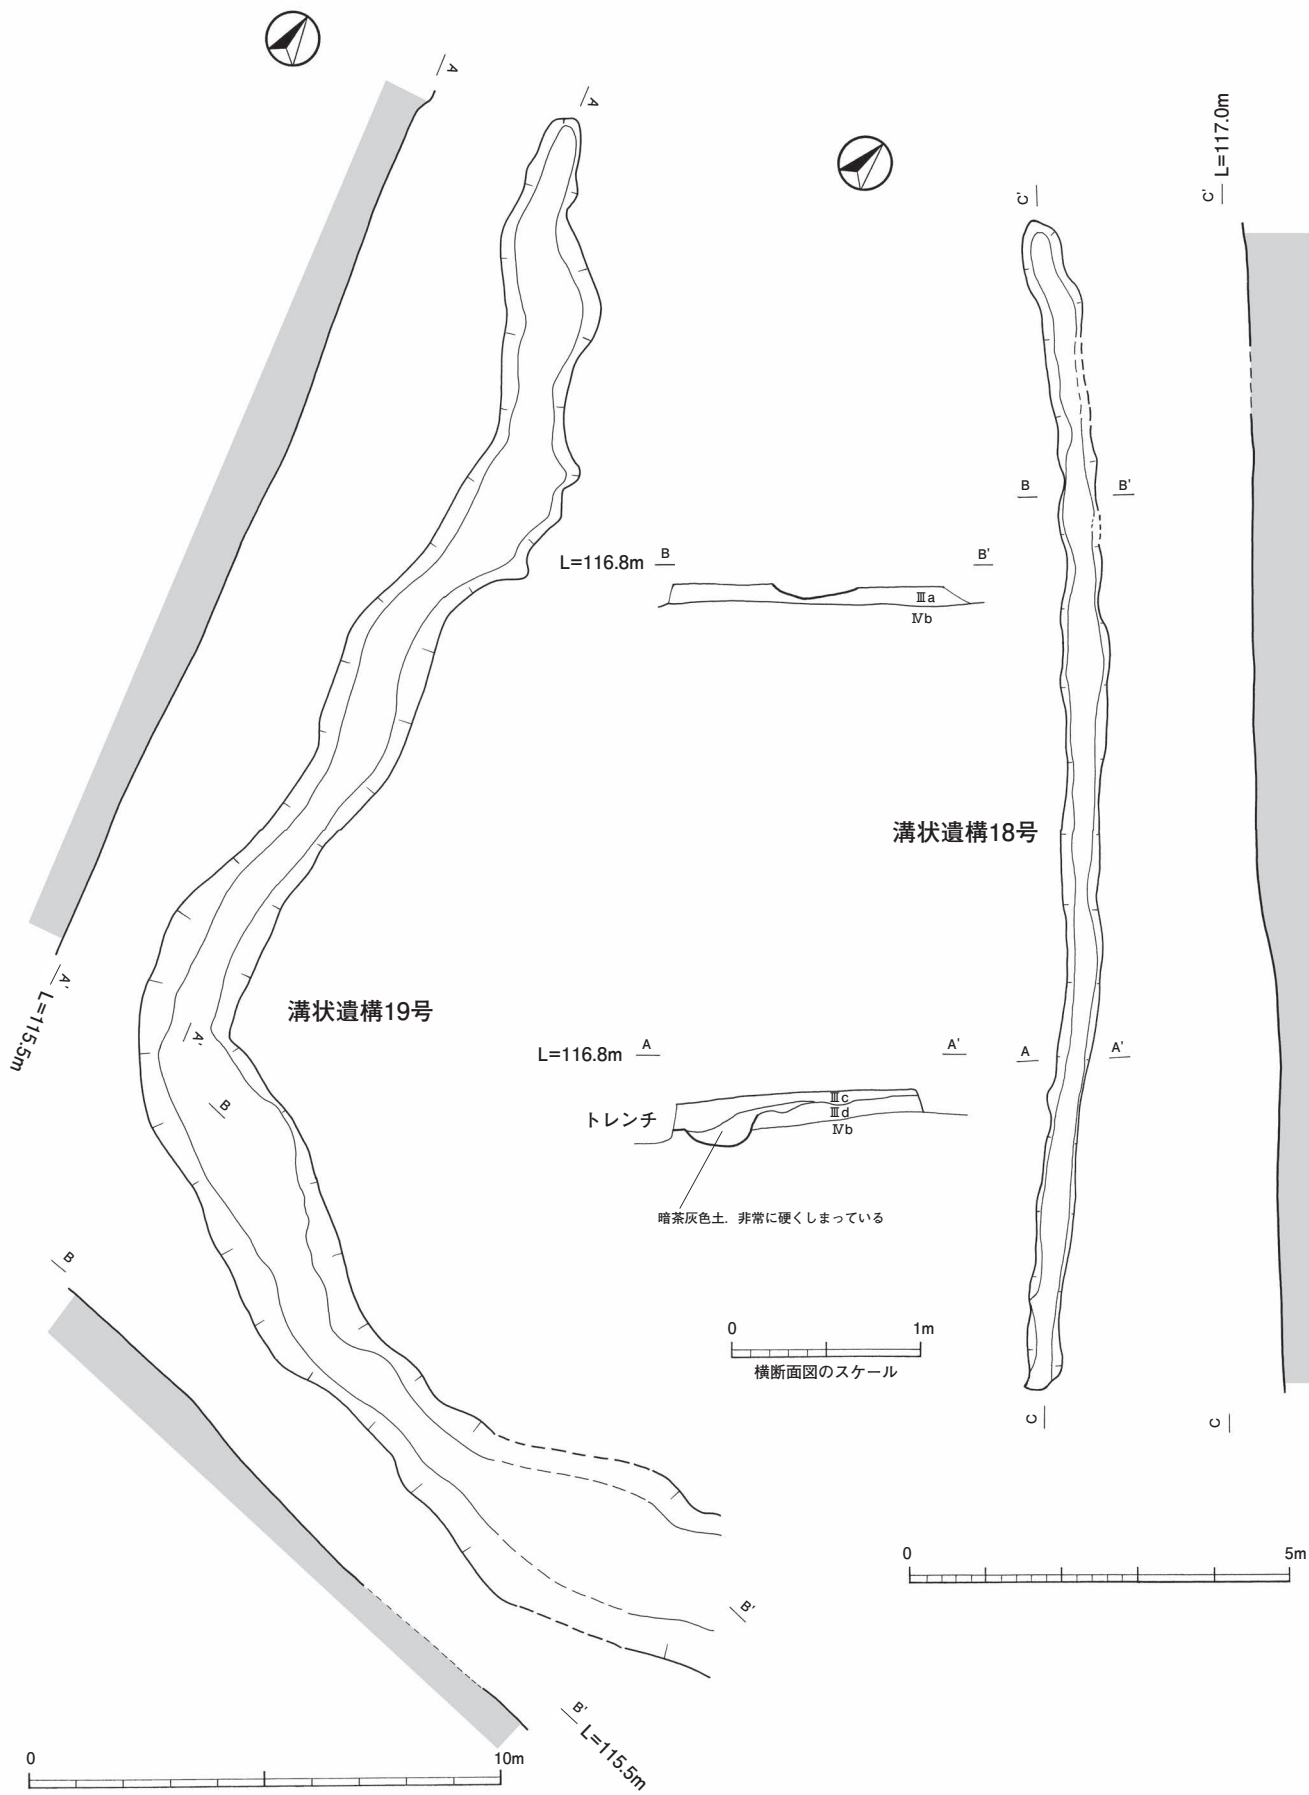 A
A
L=117.0m
C'
C'
B
B'
L=116.8m
B
B'
Ⅲa
Ⅳb
溝状遺構18号
A'
L=115.5m
溝状遺構19号
A'
B
L=116.8m
A
A'
A
A'
トレンチ
Ⅲc
Ⅲd
Ⅳb
暗茶灰色土．非常に硬くしまっている
B
0
1m
横断面図のスケール
C
C
0
5m
B'
B'
L=115.5m
0
10m